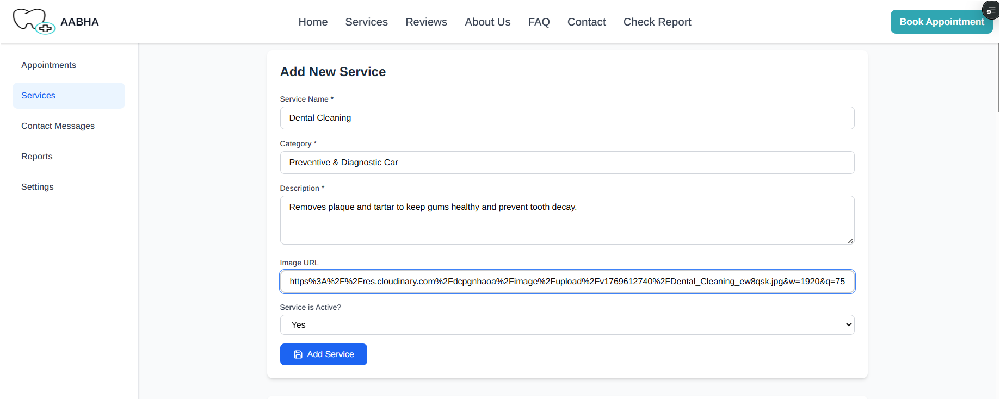 AABHA
Home Services Reviews About Us FAQ Contact Check Report
Book Appointment
Appointments
Services
Contact Messages
Reports
Settings
Add New Service
Service Name *
Dental Cleaning
Category *
Preventive & Diagnostic Car
Description *
Removes plaque and tartar to keep gums healthy and prevent tooth decay.
Image URL
https%3A%2F%2Fres.cloudinary.com%2Fdcpgnhaoa%2Fimage%2Fupload%2Fv1769612740%2FDental_Cleaning_ew8qsk.jpg&w=1920&q=75
Service is Active?
Yes
Add Service